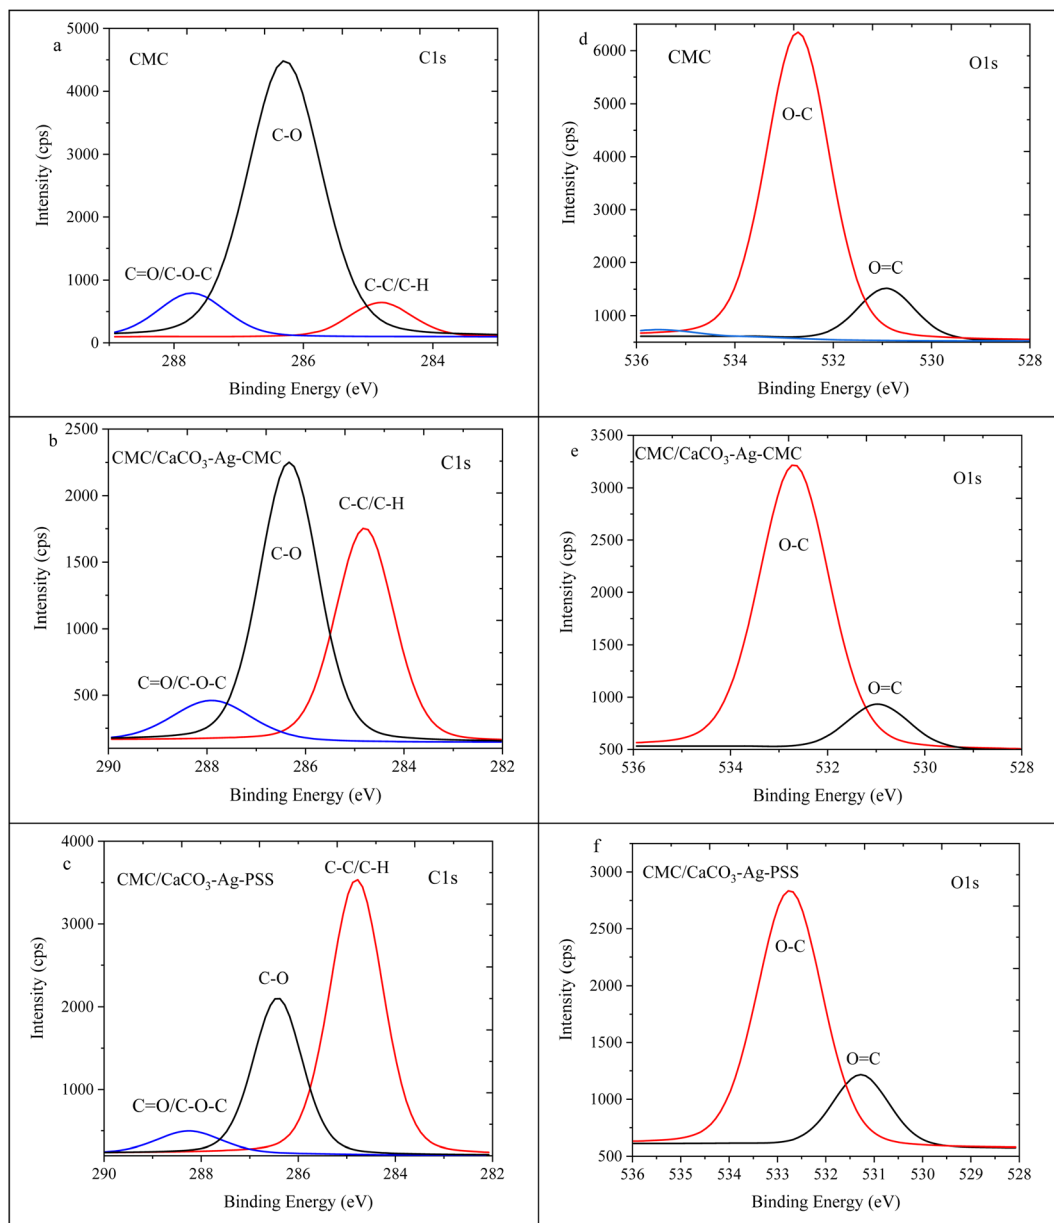 a
CMC
C1s
C-O
C=O/C-O-C
C-C/C-H
5000
4000
3000
2000
1000
0
288
286
284
Intensity (cps)
Binding Energy (eV)
d
CMC
O1s
O-C
O=C
6000
5000
4000
3000
2000
1000
536
534
532
530
528
Intensity (cps)
Binding Energy (eV)
b
CMC/CaCO₃-Ag-CMC
C1s
C-C/C-H
C-O
C=O/C-O-C
2500
2000
1500
1000
500
290
288
286
284
282
Intensity (cps)
Binding Energy (eV)
e
CMC/CaCO₃-Ag-CMC
O1s
O-C
O=C
3500
3000
2500
2000
1500
1000
500
536
534
532
530
528
Intensity (cps)
Binding Energy (eV)
c
CMC/CaCO₃-Ag-PSS
C-C/C-H
C1s
C-O
C=O/C-O-C
4000
3000
2000
1000
290
288
286
284
282
Intensity (cps)
Binding Energy (eV)
f
CMC/CaCO₃-Ag-PSS
O1s
O-C
O=C
3000
2500
2000
1500
1000
500
536
535
534
533
532
531
530
529
528
Intensity (cps)
Binding Energy (eV)